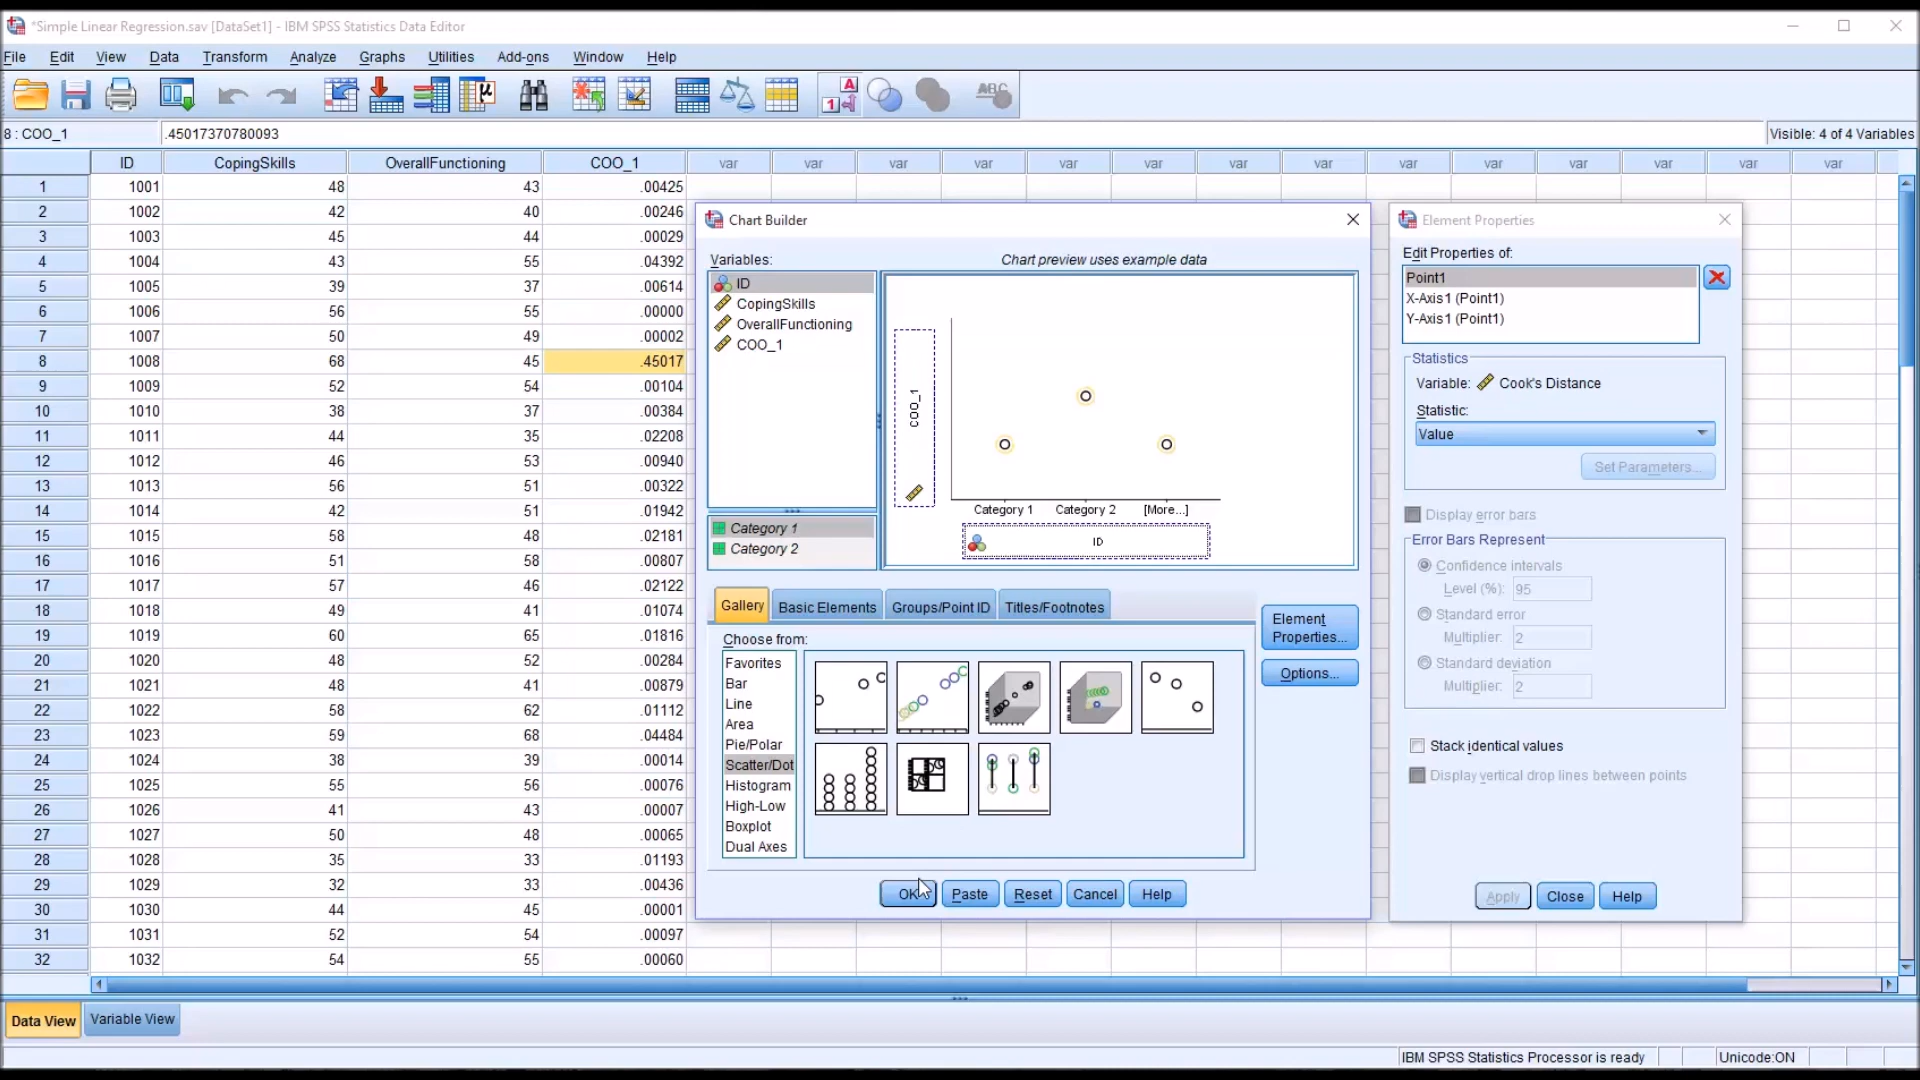 *Simple Linear Regression.sav [DataSet1] - IBM SPSS Statistics Data Editor
File Edit View Data Transform Analyze Graphs Utilities Add-ons Window Help
8 : COO_1 .45017370780093 Visible: 4 of 4 Variables
ID CopingSkills OverallFunctioning COO_1 var var var var var var var var var var var var var var
1 1001 48 43 .00425
2 1002 42 40 .00246
3 1003 45 44 .00029
4 1004 43 55 .04392
5 1005 39 37 .00614
6 1006 56 55 .00000
7 1007 50 49 .00002
8 1008 68 45 .45017
9 1009 52 54 .00104
10 1010 38 37 .00384
11 1011 44 35 .02208
12 1012 46 53 .00940
13 1013 56 51 .00322
14 1014 42 51 .01942
15 1015 58 48 .02181
16 1016 51 58 .00807
17 1017 57 46 .02122
18 1018 49 41 .01074
19 1019 60 65 .01816
20 1020 48 52 .00284
21 1021 48 41 .00879
22 1022 58 62 .01112
23 1023 59 68 .04484
24 1024 38 39 .00014
25 1025 55 56 .00076
26 1026 41 43 .00007
27 1027 50 48 .00065
28 1028 35 33 .01193
29 1029 32 33 .00436
30 1030 44 45 .00001
31 1031 52 54 .00097
32 1032 54 55 .00060
Chart Builder
Variables:
ID
CopingSkills
OverallFunctioning
COO_1
Category 1
Category 2
Chart preview uses example data
COO_1
Category 1 Category 2 [More...]
ID
Gallery Basic Elements Groups/Point ID Titles/Footnotes
Choose from:
Favorites
Bar
Line
Area
Pie/Polar
Scatter/Dot
Histogram
High-Low
Boxplot
Dual Axes
Element Properties...
Options...
OK Paste Reset Cancel Help
Element Properties
Edit Properties of:
Point1
X-Axis1 (Point1)
Y-Axis1 (Point1)
Statistics
Variable: Cook's Distance
Statistic:
Value
Set Parameters...
Display error bars
Error Bars Represent
Confidence intervals
Level (%): 95
Standard error
Multiplier: 2
Standard deviation
Multiplier: 2
Stack identical values
Display vertical drop lines between points
Apply Close Help
Data View Variable View
IBM SPSS Statistics Processor is ready Unicode:ON